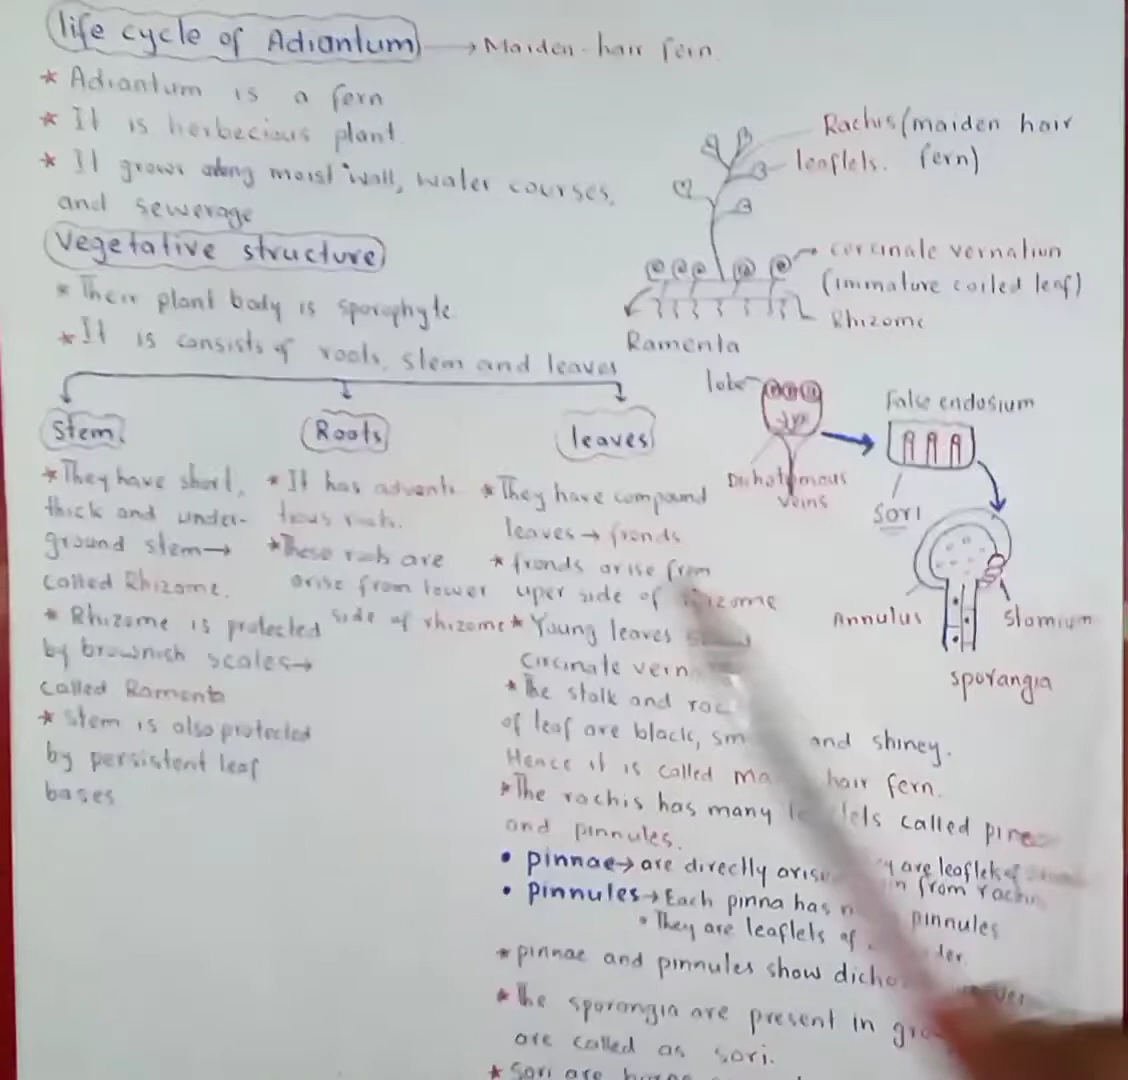 life cycle of Adiantum → Maiden-hair fern.
* Adiantum is a fern
* It is herbecious plant.
* It grows along moist wall, water courses,
and sewerage
Vegetative structure
* Their plant body is sporophyte.
* It is consists of roots, stem and leaves
Rachis (maiden hair
fern)
leaflets.
circinale vernation
(immature coiled leaf)
Rhizome
Ramenta
lobe
Dichotomous
veins
False endusium
Sori
Annulus
Stomium
sporangia
Stem.
* They have short,
thick and under-
ground stem →
called Rhizome.
* Rhizome is protected
by brownish scales →
called Ramenta
* Stem is also protected
by persistent leaf
bases
Roots
* It has adventi
tious roots.
* These roots are
arise from lower
side of rhizome
leaves
* They have compound
leaves → fronds
* fronds arise from
uper side of
* Young leaves
circinate
* The stalk and
of leaf are black, and shiney.
Hence it is called hair fern.
* The rachis has many called
and pinnules.
• pinnae → are directly are leaflets of
from
• pinnules → Each pinna has pinnules
• They are leaflets of
* pinnae and pinnules show
* The sporangia are present in
are called as sori.
* Sori are